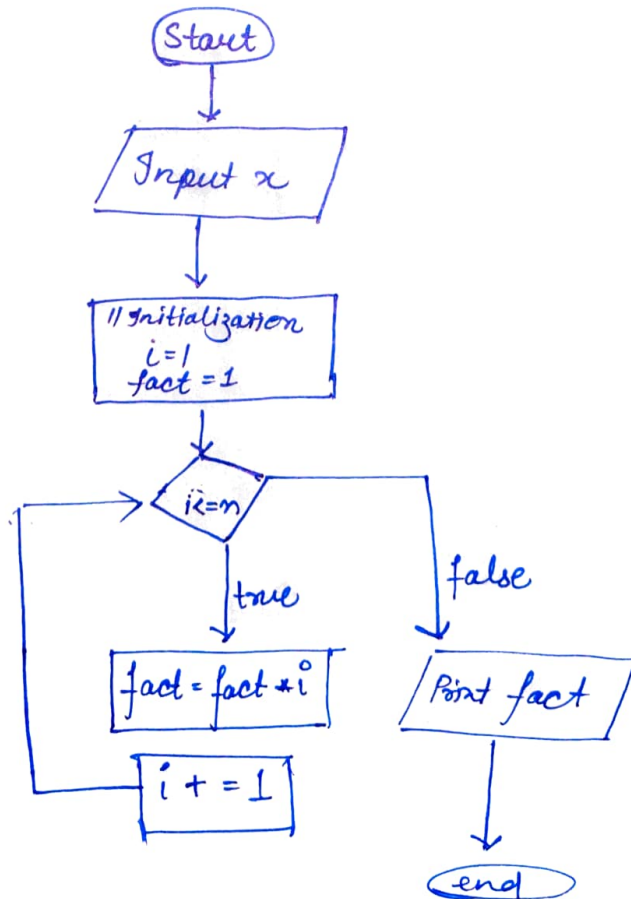 Start
Input x
// Initialization
i=1
fact = 1
i<=n
true
false
fact = fact * i
Print fact
i + = 1
end